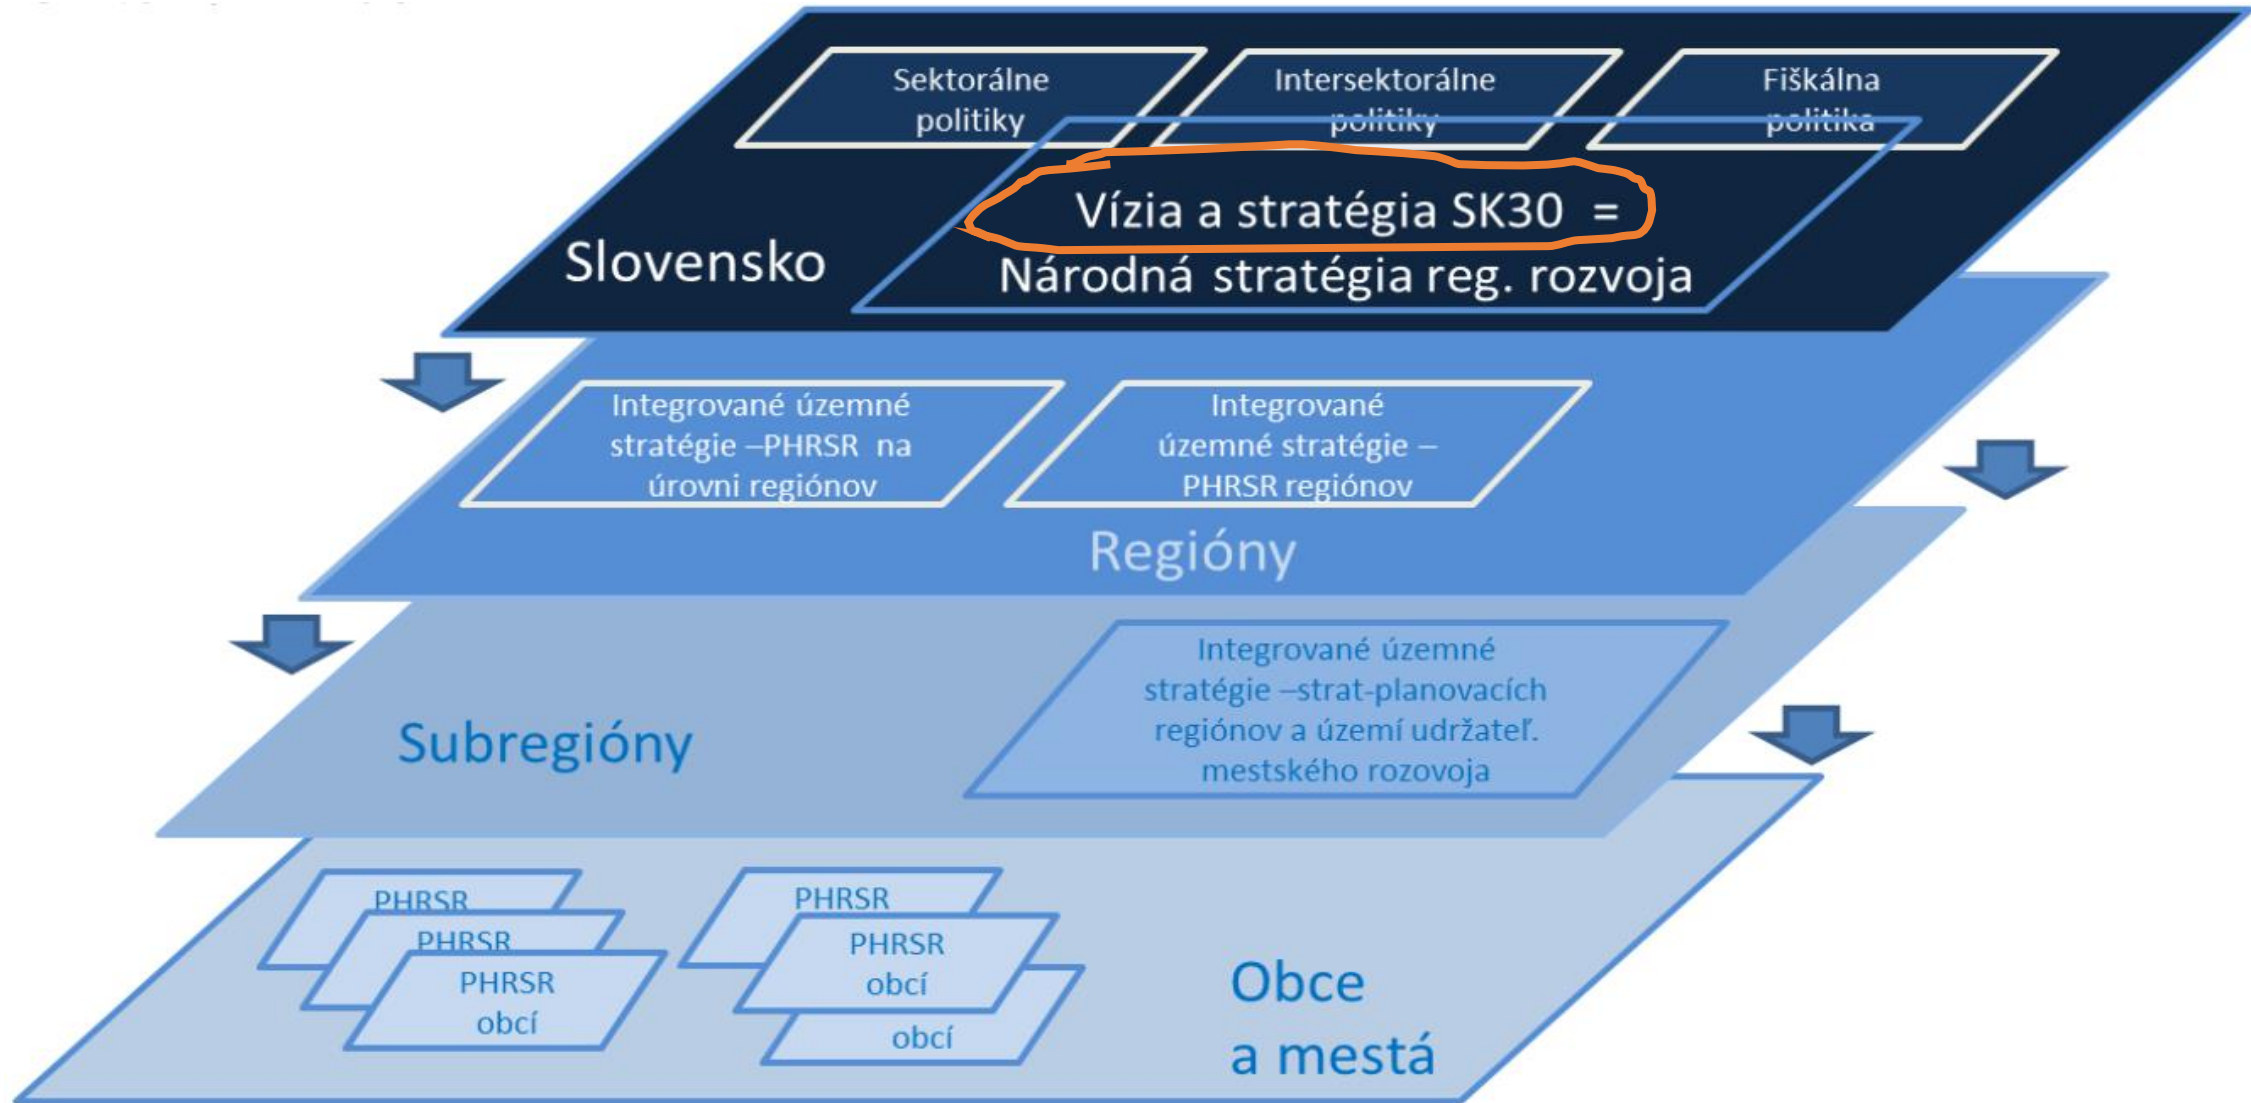 Sektorálne
politiky
Intersektorálne
politiky
Fiškálna
politika
Vízia a stratégia SK30 =
Národná stratégia reg. rozvoja
Slovensko
Integrované územné
stratégie –PHRSR na
úrovni regiónov
Integrované
územné stratégie –
PHRSR regiónov
Regióny
Integrované územné
stratégie –strat-planovacích
regiónov a území udržateľ.
mestského rozovoja
Subregióny
PHRSR
PHRSR
PHRSR
obcí
PHRSR
PHRSR
obcí
obcí
Obce
a mestá